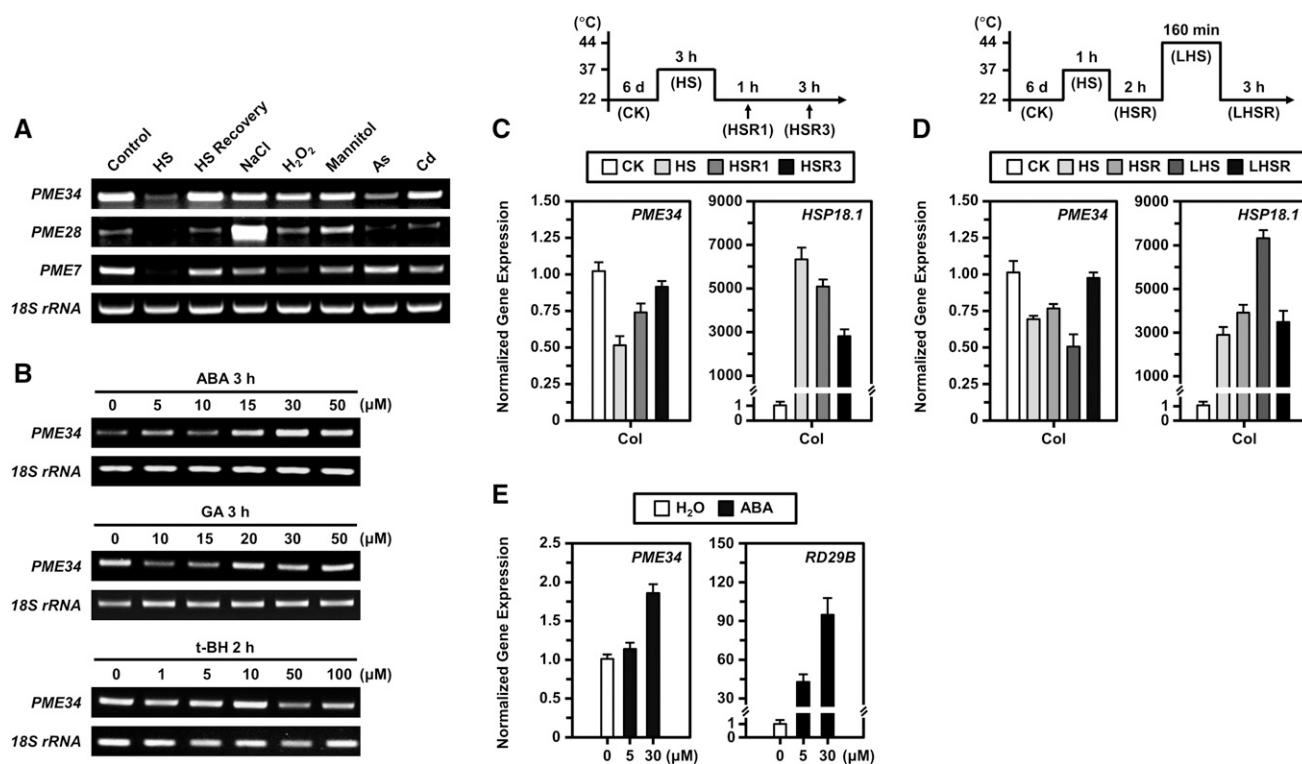 A
Control
HS
HS Recovery
NaCl
H₂O₂
Mannitol
As
Cd
PME34
PME28
PME7
18S rRNA
B
ABA 3 h
0 5 10 15 30 50 (μM)
PME34
18S rRNA
GA 3 h
0 10 15 20 30 50 (μM)
PME34
18S rRNA
t-BH 2 h
0 1 5 10 50 100 (μM)
PME34
18S rRNA
(°C)
44
37
22
6 d
(CK)
3 h
(HS)
1 h
(HSR1)
3 h
(HSR3)
C
CK HS HSR1 HSR3
Normalized Gene Expression
PME34
1.50
1.25
1.00
0.75
0.50
0.25
0
Col
HSP18.1
9000
7000
5000
3000
1000
1
0
Col
(°C)
44
37
22
6 d
(CK)
1 h
(HS)
2 h
(HSR)
160 min
(LHS)
3 h
(LHSR)
D
CK HS HSR LHS LHSR
Normalized Gene Expression
PME34
1.50
1.25
1.00
0.75
0.50
0.25
0
Col
HSP18.1
9000
7000
5000
3000
1000
1
0
Col
E
H₂O ABA
Normalized Gene Expression
PME34
2.5
2.0
1.5
1.0
0.5
0
0 5 30 (μM)
RD29B
150
120
90
60
30
1
0
0 5 30 (μM)